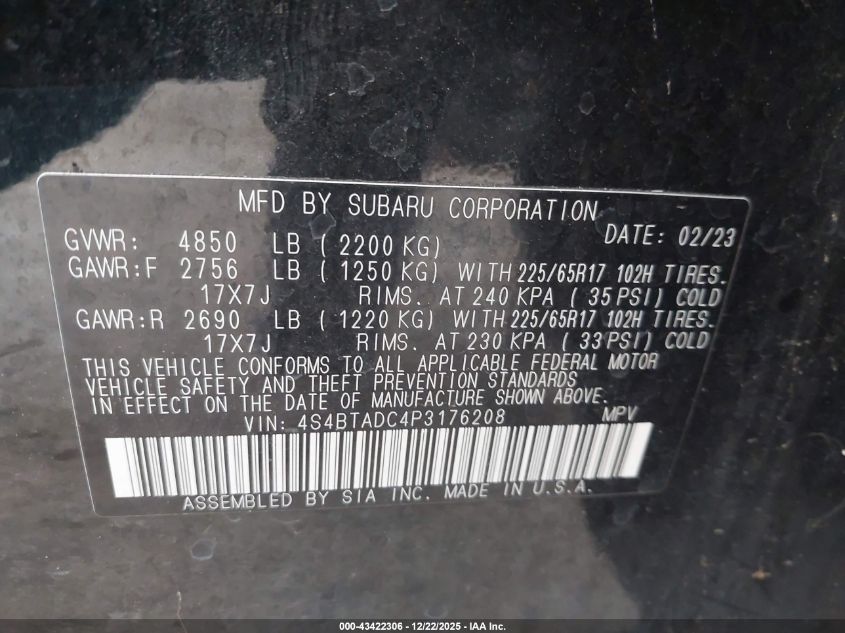 MFD BY SUBARU CORPORATION
GVWR: 4850 LB ( 2200 KG) DATE: 02/23
GAWR:F 2756 LB ( 1250 KG) WITH 225/65R17 102H TIRES.
17X7J RIMS. AT 240 KPA ( 35 PSI) COLD
GAWR:R 2690 LB ( 1220 KG) WITH 225/65R17 102H TIRES.
17X7J RIMS. AT 230 KPA ( 33 PSI) COLD
THIS VEHICLE CONFORMS TO ALL APPLICABLE FEDERAL MOTOR
VEHICLE SAFETY AND THEFT PREVENTION STANDARDS
IN EFFECT ON THE DATE OF MANUFACTURE SHOWN ABOVE.
VIN: 4S4BTADC4P3176208 MPV
ASSEMBLED BY SIA INC. MADE IN U.S.A.
000-43422306 - 12/22/2025 - IAA Inc.